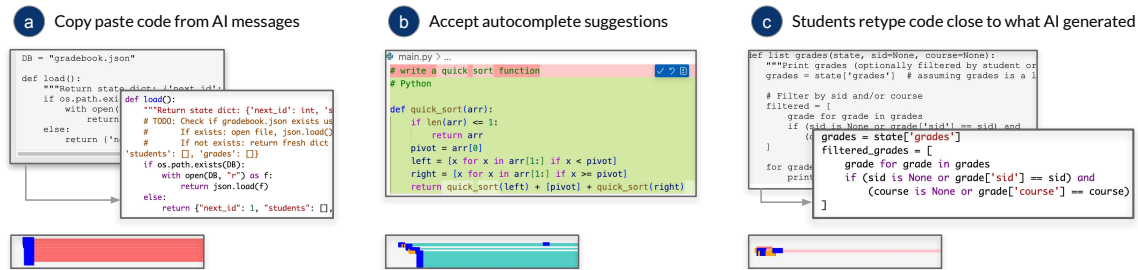 a Copy paste code from AI messages
DB = "gradebook.json"
def load():
"""Return state dict: {'next_id':
if os.path.exis
with open(
return
else:
return {'ne
def load():
"""Return state dict: {'next_id': int, 's
# TODO: Check if gradebook.json exists us
# If exists: open file, json.load()
# If not exists: return fresh dict
'students': [], 'grades': []}
if os.path.exists(DB):
with open(DB, "r") as f:
return json.load(f)
else:
return {"next_id": 1, "students": [],
b Accept autocomplete suggestions
main.py > ...
# write a quick sort function
# Python
def quick_sort(arr):
if len(arr) <= 1:
return arr
pivot = arr[0]
left = [x for x in arr[1:] if x < pivot]
right = [x for x in arr[1:] if x >= pivot]
return quick_sort(left) + [pivot] + quick_sort(right)
c Students retype code close to what AI generated
def list_grades(state, sid=None, course=None):
"""Print grades (optionally filtered by student or
grades = state['grades'] # assuming grades is a l
# Filter by sid and/or course
filtered = [
grade for grade in grades
if (sid is None or grade['sid'] == sid) and
(c
]
for grad
print
grades = state['grades']
filtered_grades = [
grade for grade in grades
if (sid is None or grade['sid'] == sid) and
(course is None or grade['course'] == course)
]